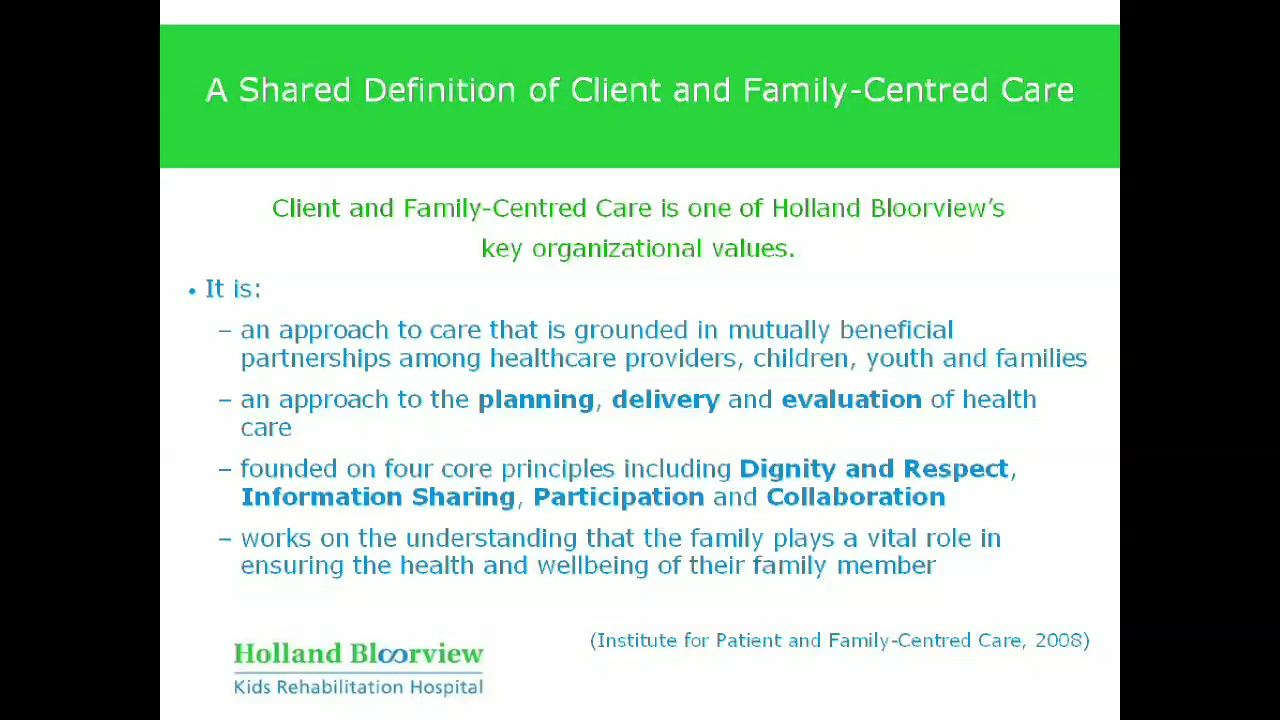 A Shared Definition of Client and Family-Centred Care
Client and Family-Centred Care is one of Holland Bloorview’s
key organizational values.
• It is:
– an approach to care that is grounded in mutually beneficial
partnerships among healthcare providers, children, youth and families
– an approach to the planning, delivery and evaluation of health
care
– founded on four core principles including Dignity and Respect,
Information Sharing, Participation and Collaboration
– works on the understanding that the family plays a vital role in
ensuring the health and wellbeing of their family member
(Institute for Patient and Family-Centred Care, 2008)
Holland Bloorview
Kids Rehabilitation Hospital